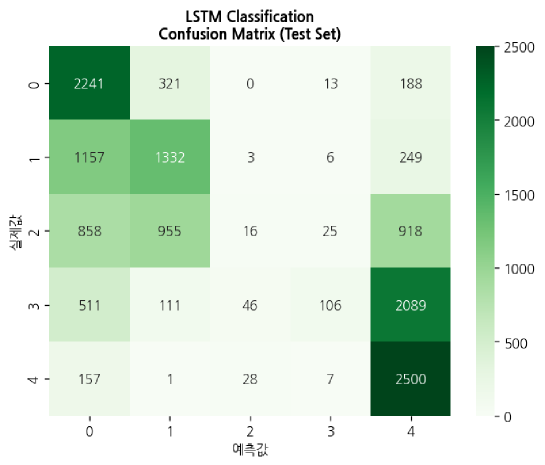 LSTM Classification
Confusion Matrix (Test Set)
실제값
0 2241 321 0 13 188
1 1157 1332 3 6 249
2 858 955 16 25 918
3 511 111 46 106 2089
4 157 1 28 7 2500
0 1 2 3 4
예측값
2500
2000
1500
1000
500
0